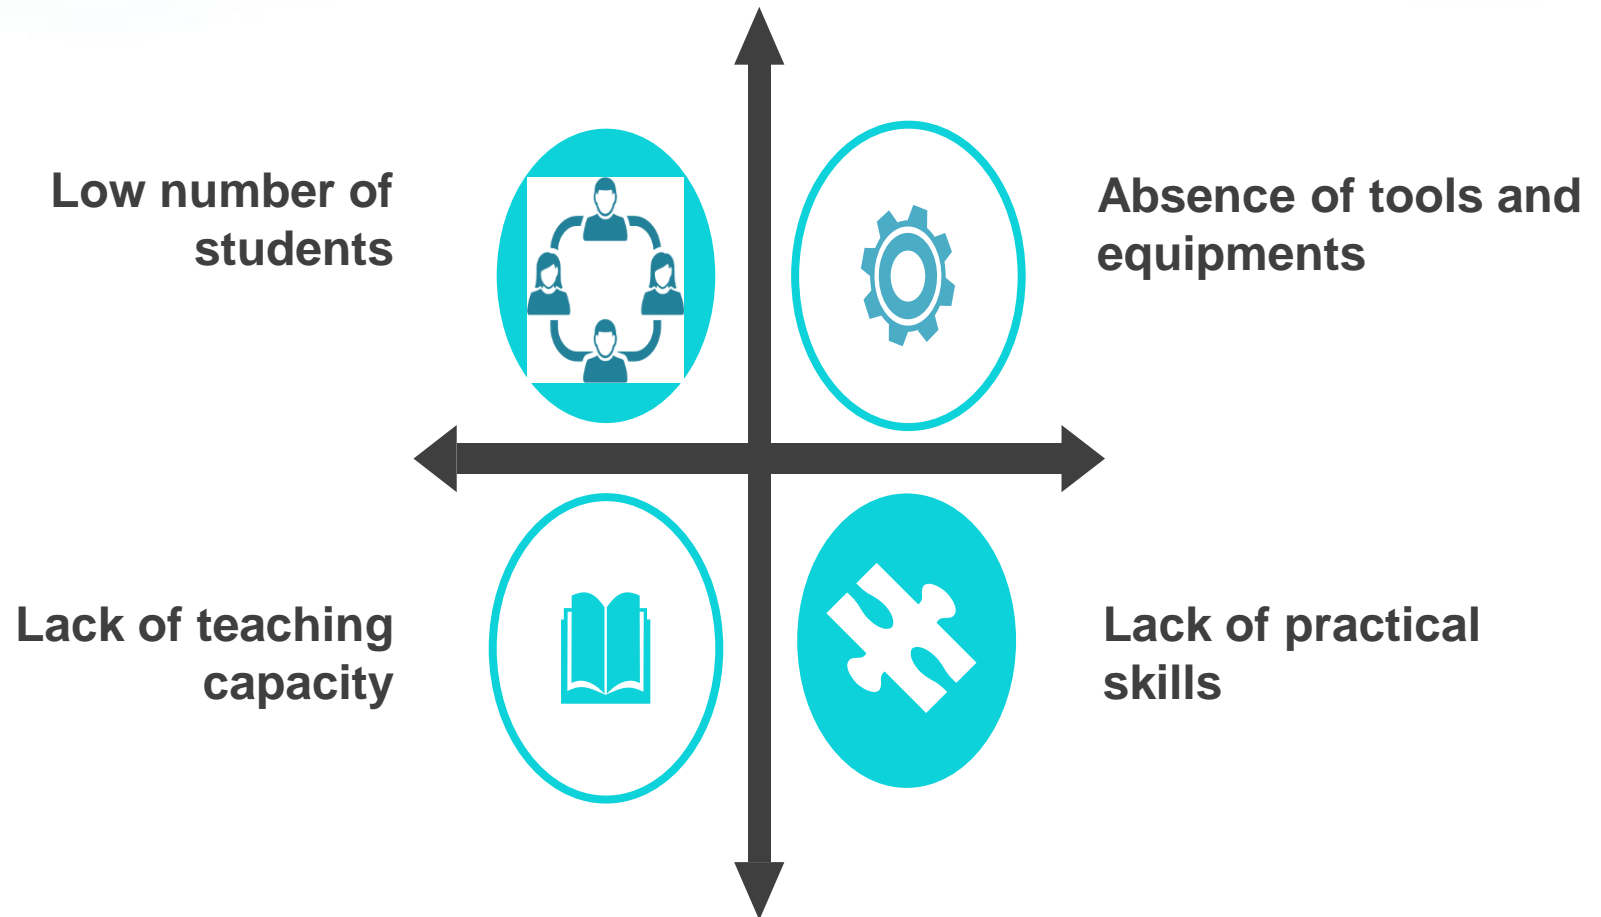 Low number of
students
Absence of tools and
equipments
Lack of teaching
capacity
Lack of practical
skills